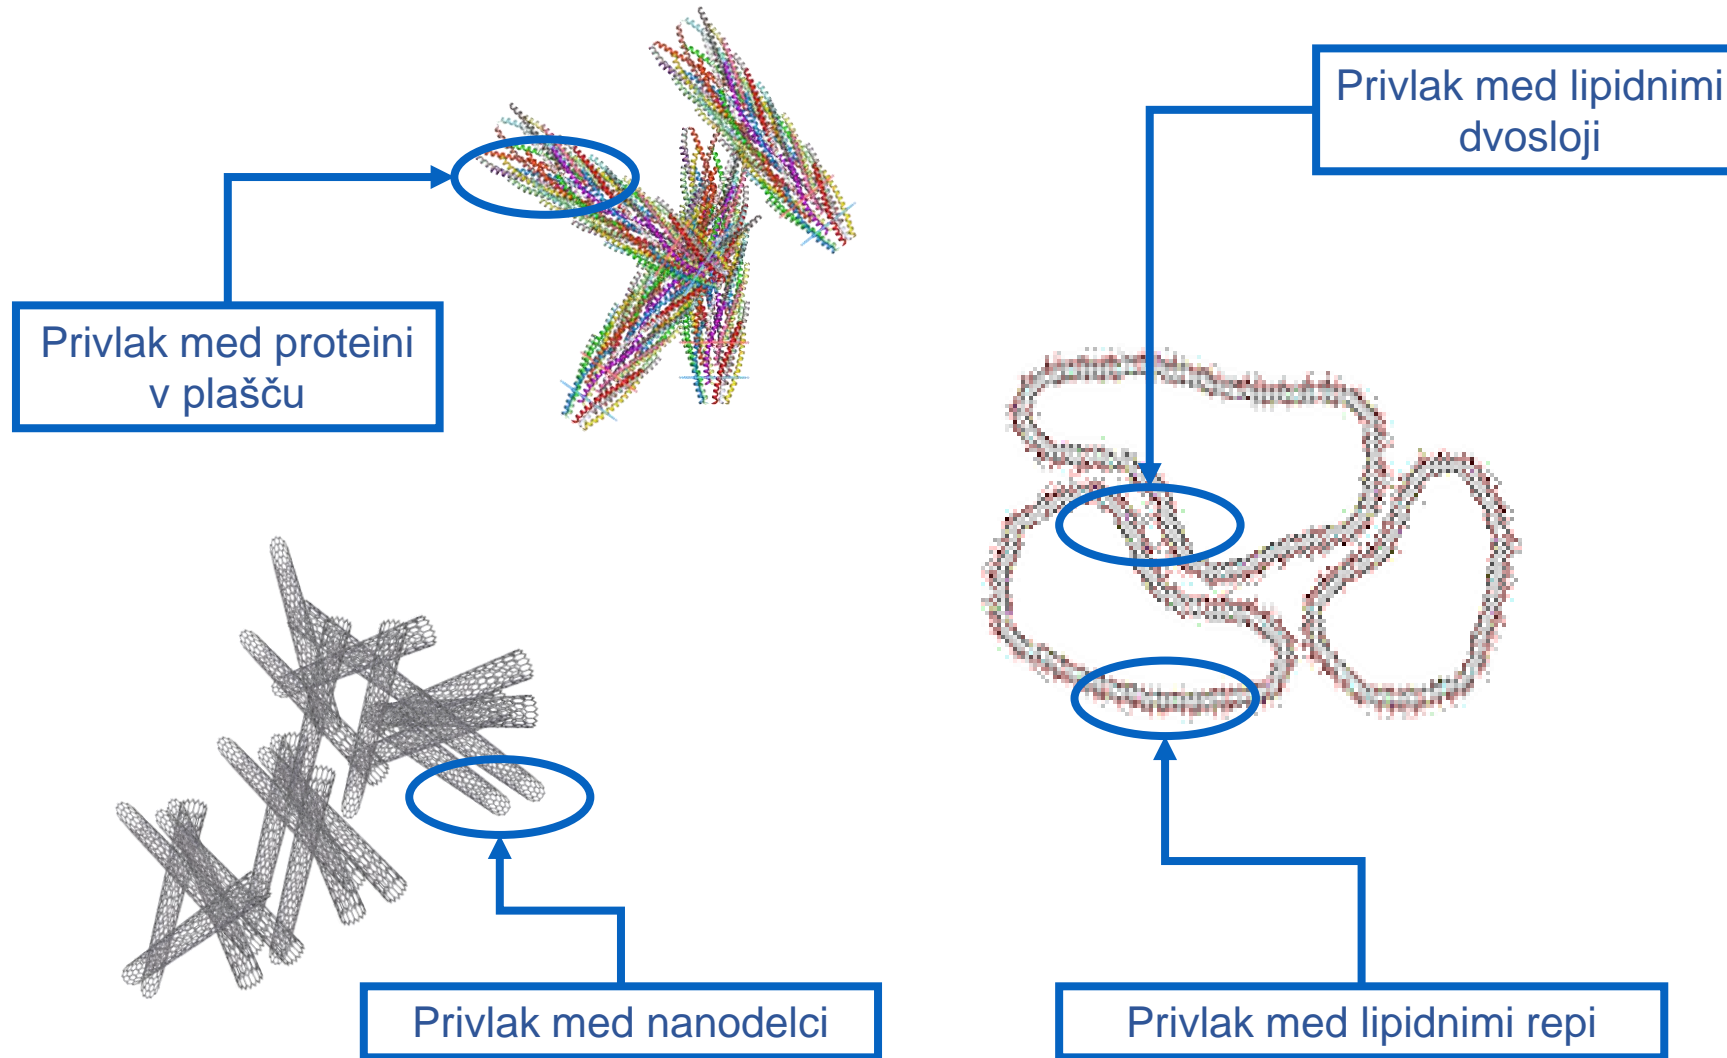 Privlak med lipidnimi
dvosloji
Privlak med proteini
v plašču
Privlak med nanodelci
Privlak med lipidnimi repi